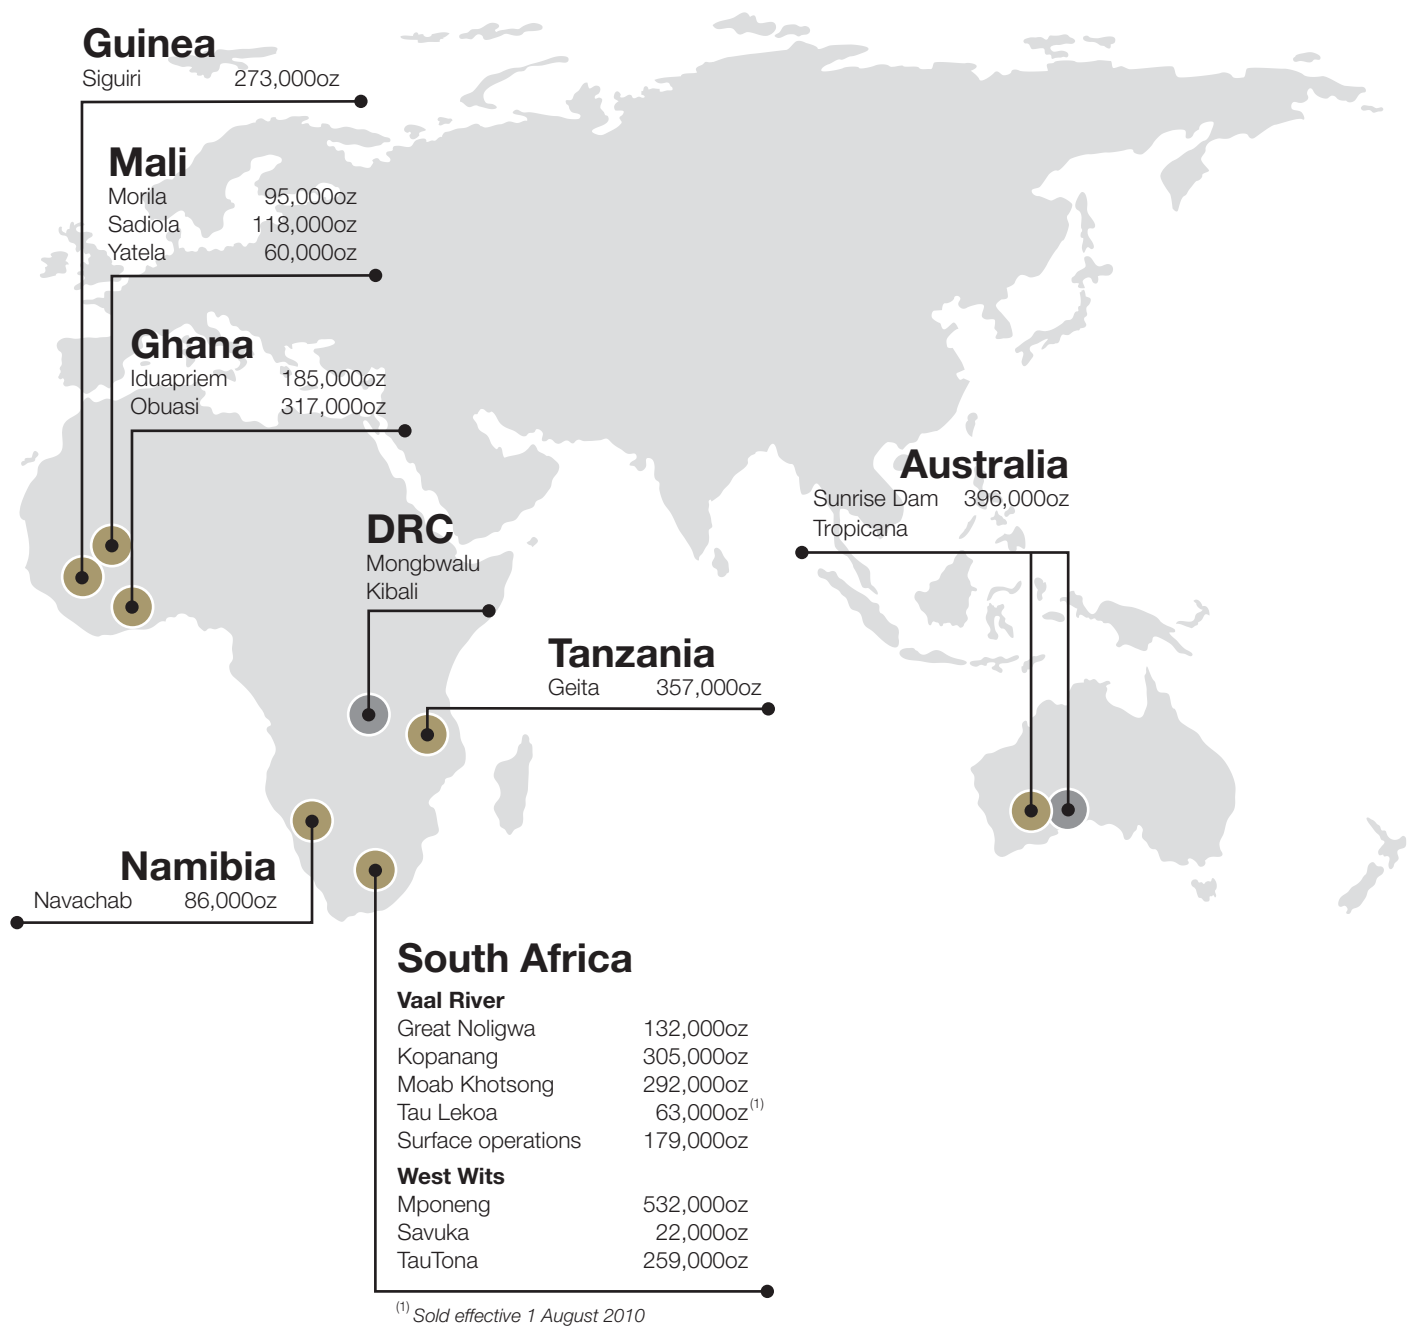 Guinea
Siguiri 273,000oz
Mali
Morila 95,000oz
Sadiola 118,000oz
Yatela 60,000oz
Ghana
Iduapriem 185,000oz
Obuasi 317,000oz
Australia
Sunrise Dam 396,000oz
Tropicana
DRC
Mongbwalu
Kibali
Tanzania
Geita 357,000oz
Namibia
Navachab 86,000oz
South Africa
Vaal River
Great Noligwa 132,000oz
Kopanang 305,000oz
Moab Khotsong 292,000oz
Tau Lekoa 63,000oz(1)
Surface operations 179,000oz
West Wits
Mponeng 532,000oz
Savuka 22,000oz
TauTona 259,000oz
(1) Sold effective 1 August 2010